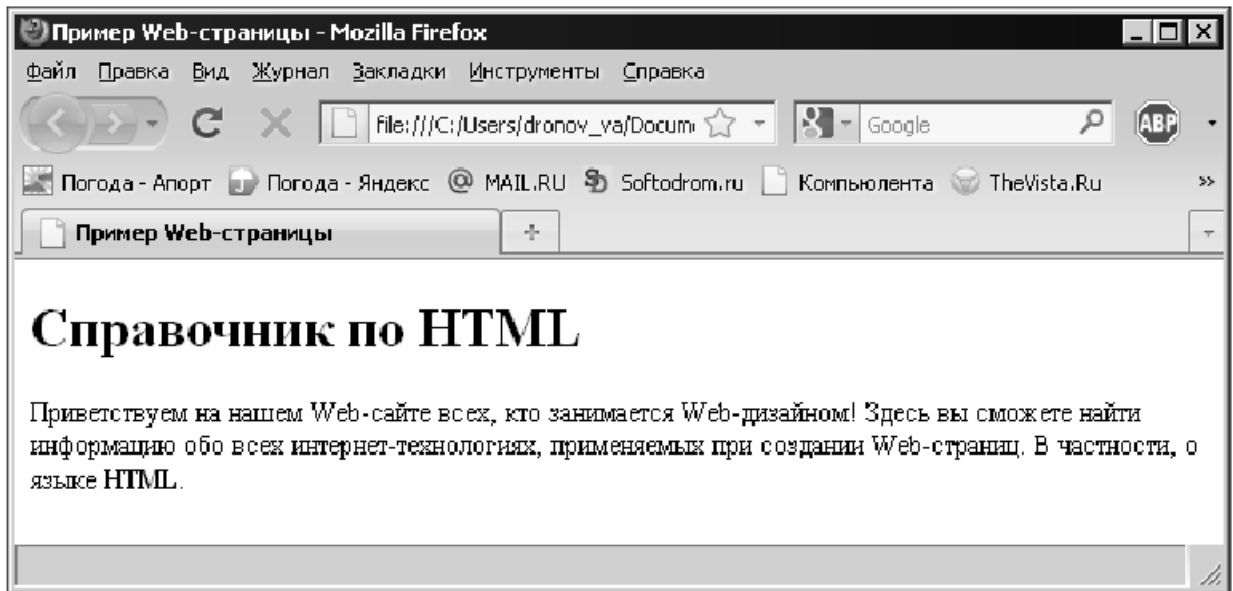 Пример Web-страницы - Mozilla Firefox
Файл Правка Вид Журнал Закладки Инструменты Справка
file:///C:/Users/dronov_va/Docum Google ABP
Погода - Апорт Погода - Яндекс MAIL.RU Softodrom.ru Компьюлента TheVista.Ru »
Пример Web-страницы
Справочник по HTML
Приветствуем на нашем Web-сайте всех, кто занимается Web-дизайном! Здесь вы сможете найти
информацию обо всех интернет-технологиях, применяемых при создании Web-страниц. В частности, о
языке HTML.